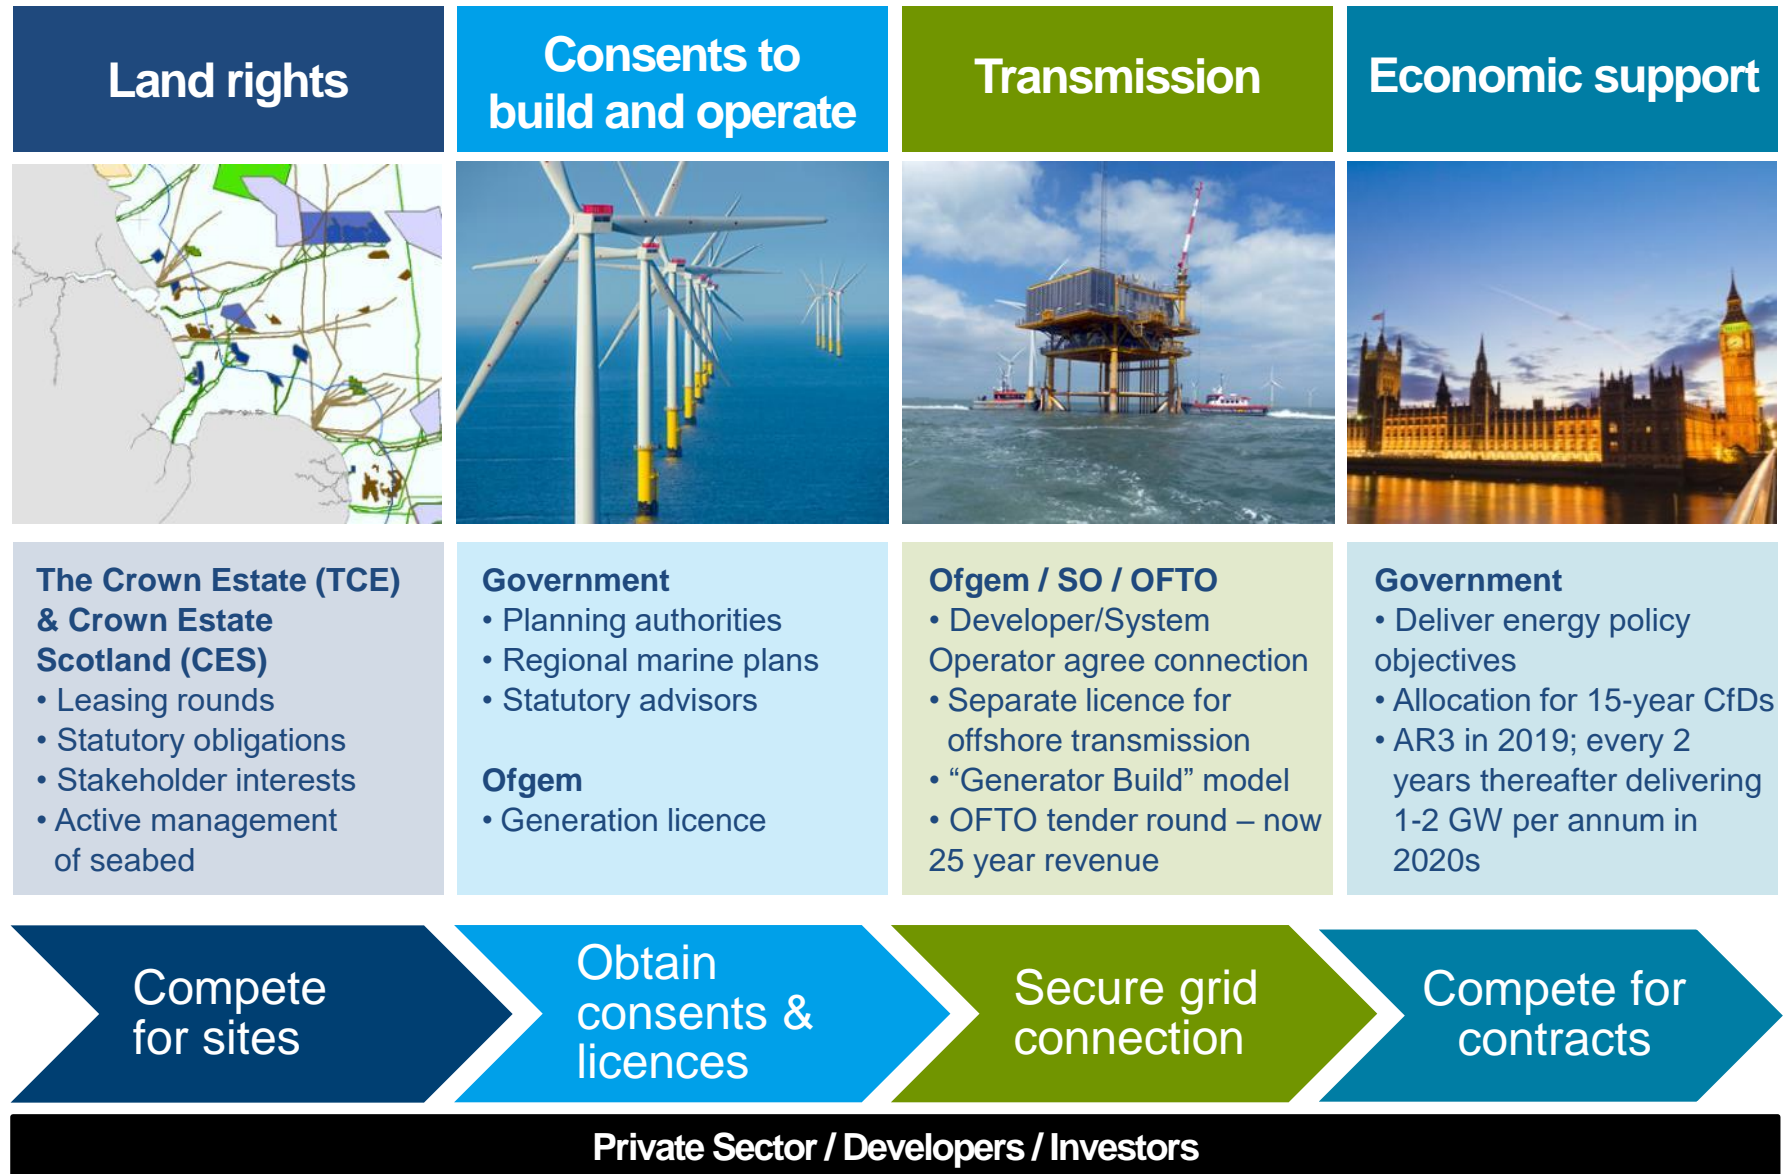 Land rights
Consents to
build and operate
Transmission
Economic support
The Crown Estate (TCE)
& Crown Estate
Scotland (CES)
• Leasing rounds
• Statutory obligations
• Stakeholder interests
• Active management
of seabed
Government
• Planning authorities
• Regional marine plans
• Statutory advisors
Ofgem
• Generation licence
Ofgem / SO / OFTO
• Developer/System
Operator agree connection
• Separate licence for
offshore transmission
• “Generator Build” model
• OFTO tender round – now
25 year revenue
Government
• Deliver energy policy
objectives
• Allocation for 15-year CfDs
• AR3 in 2019; every 2
years thereafter delivering
1-2 GW per annum in
2020s
Compete
for sites
Obtain
consents &
licences
Secure grid
connection
Compete for
contracts
Private Sector / Developers / Investors